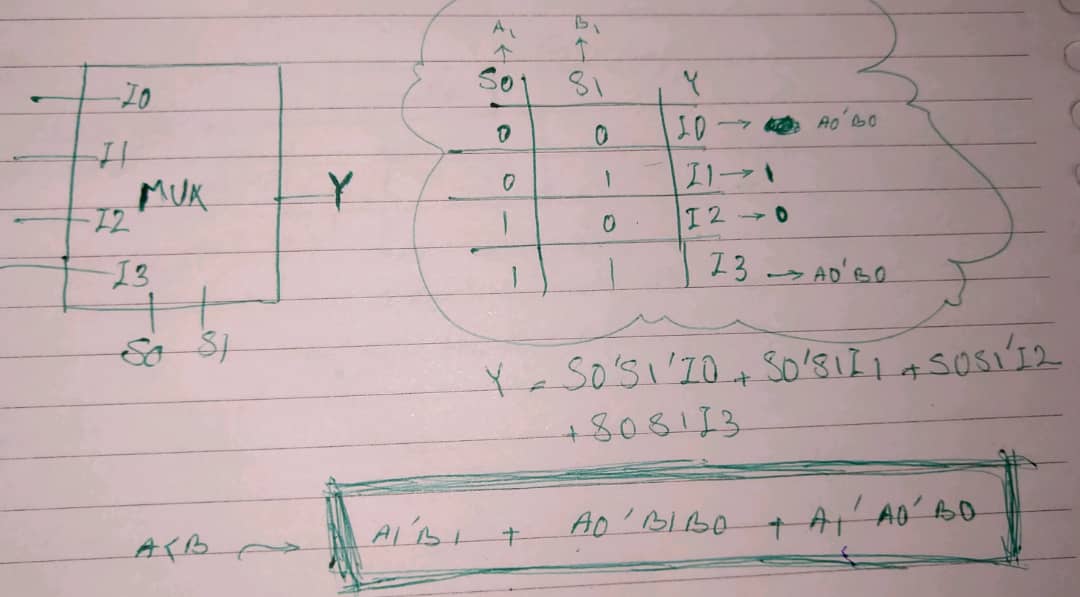 I0
I1
MUX
Y
I2
I3
S0 S1
A1 B1
↑ ↑
S0 S1 Y
0 0 I0 → A0'B0
0 1 I1 → 1
1 0 I2 → 0
1 1 I3 → A0'B0
Y = S0'S1'I0 + S0'S1I1 + S0S1'I2
+ S0S1I3
A<B → A1'B1 + A0'B1B0 + A1'A0'B0